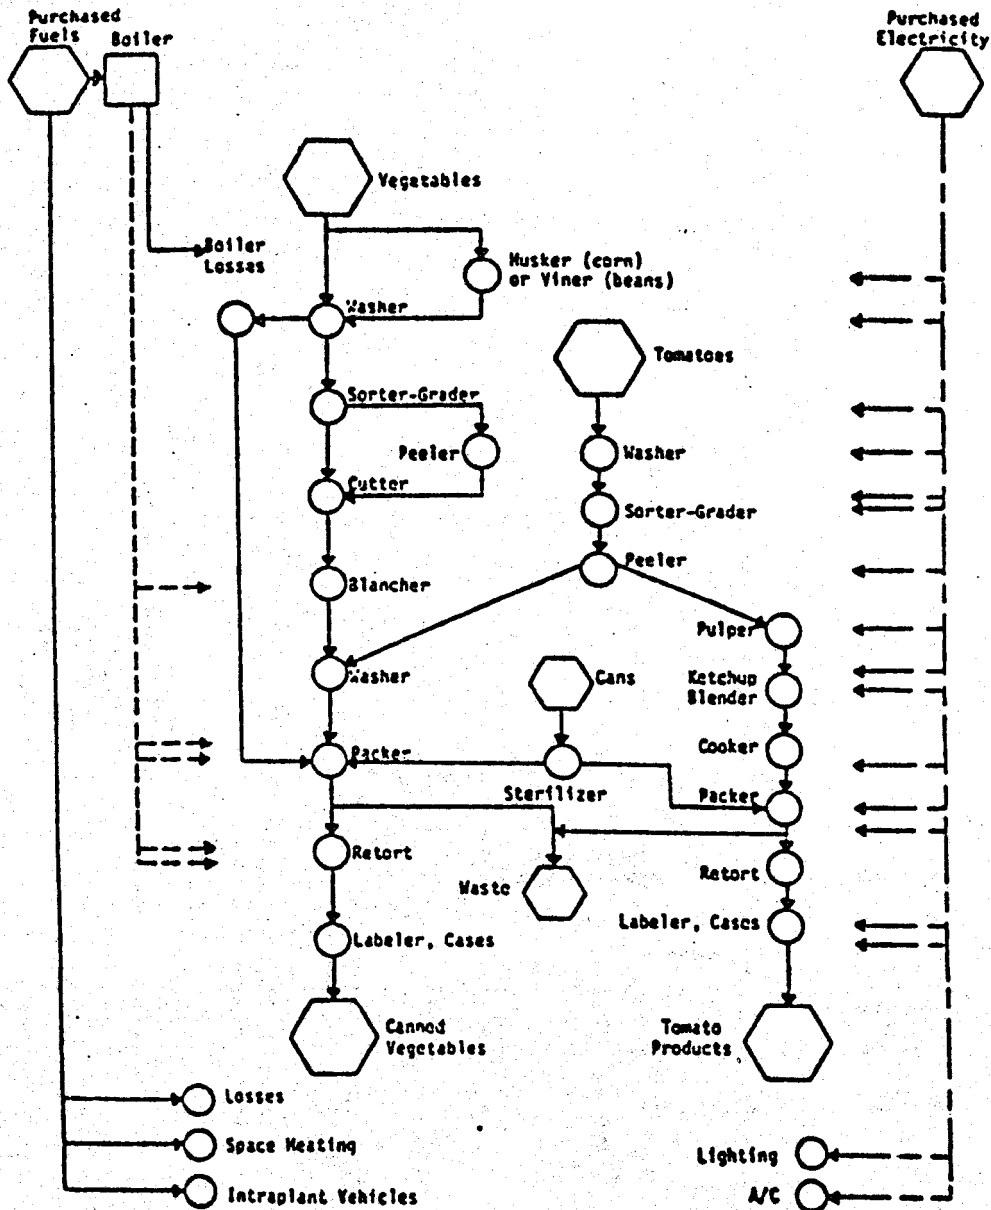 Purchased
Fuels
Boiler
Purchased
Electricity
Vegetables
Boiler
Losses
Husker (corn)
or Viner (beans)
Washer
Tomatoes
Sorter-Grader
Peeler
Washer
Cutter
Sorter-Grader
Peeler
Blancher
Pulper
Washer
Cans
Ketchup
Blender
Packer
Cooker
Sterilizer
Packer
Retort
Waste
Retort
Labeler, Cases
Labeler, Cases
Canned
Vegetables
Tomato
Products
Losses
Space Heating
Lighting
Intraplant Vehicles
A/C